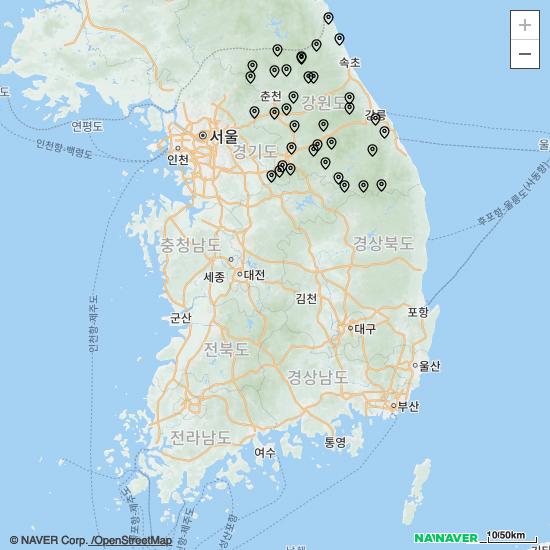 속초
춘천
강원도
강릉
연평도
서울
인천항-백령도
인천
경기도
울
후포항-울릉도(사동항)
충청남도
경상북도
세종
대전
김천
군산
포항
인천항-제주도
전북도
대구
경상남도
울산
부산
전라남도
여수
통영
© NAVER Corp. /OpenStreetMap
NAVER
10/50km